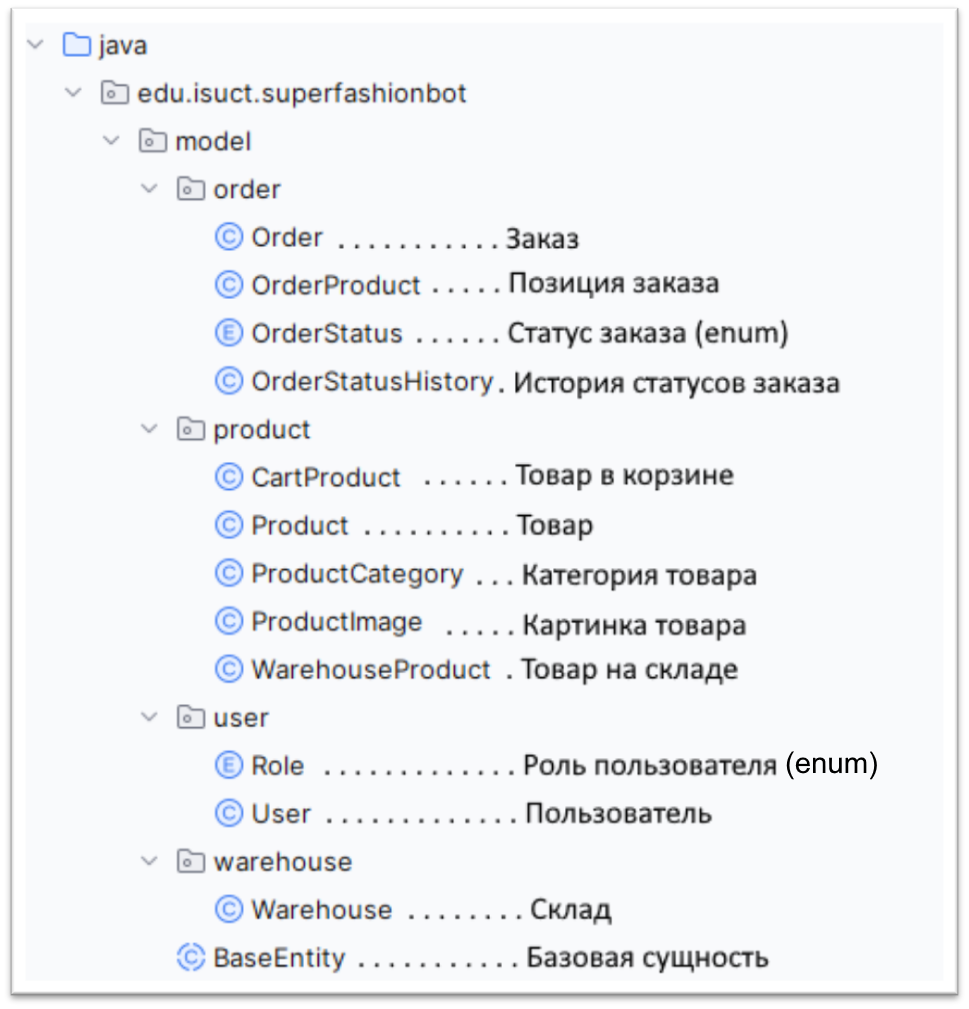 java
edu.isuct.superfashionbot
model
order
Order ........... Заказ
OrderProduct ..... Позиция заказа
OrderStatus ...... Статус заказа (enum)
OrderStatusHistory . История статусов заказа
product
CartProduct ...... Товар в корзине
Product .......... Товар
ProductCategory ... Категория товара
ProductImage ..... Картинка товара
WarehouseProduct . Товар на складе
user
Role ............. Роль пользователя (enum)
User ............. Пользователь
warehouse
Warehouse ........ Склад
BaseEntity ........... Базовая сущность